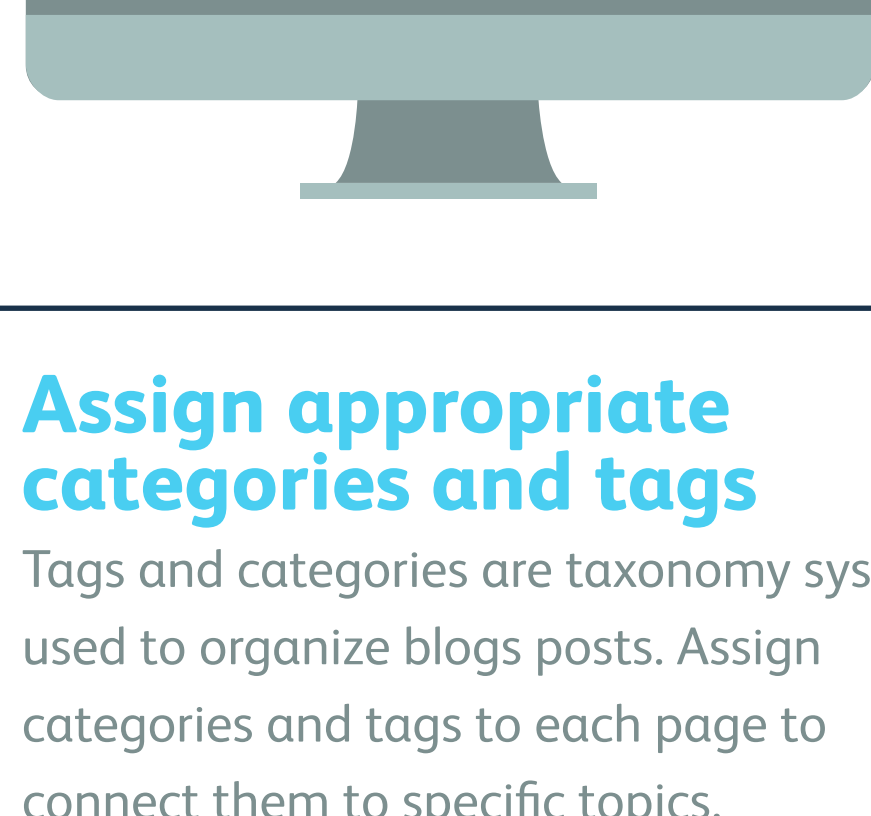 Assign appropriate
categories and tags
Tags and categories are taxonomy sys
used to organize blogs posts. Assign
categories and tags to each page to
connect them to specific topics.